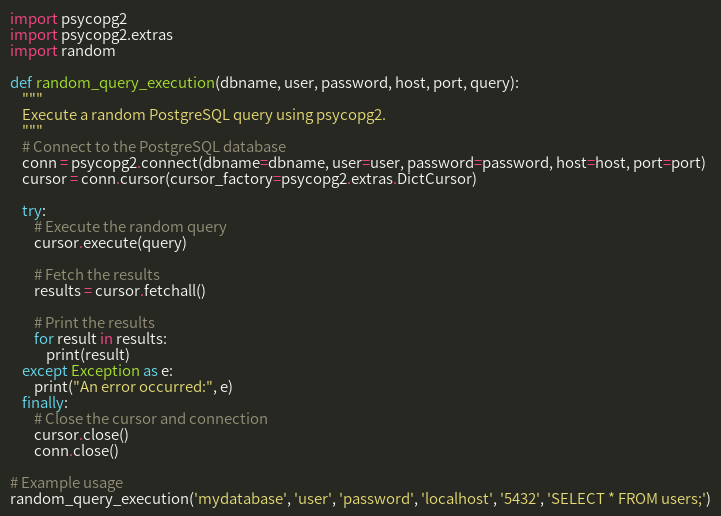 import psycopg2
import psycopg2.extras
import random

def random_query_execution(dbname, user, password, host, port, query):
    """
    Execute a random PostgreSQL query using psycopg2.
    """
    # Connect to the PostgreSQL database
    conn = psycopg2.connect(dbname=dbname, user=user, password=password, host=host, port=port)
    cursor = conn.cursor(cursor_factory=psycopg2.extras.DictCursor)

    try:
        # Execute the random query
        cursor.execute(query)

        # Fetch the results
        results = cursor.fetchall()

        # Print the results
        for result in results:
            print(result)
    except Exception as e:
        print("An error occurred:", e)
    finally:
        # Close the cursor and connection
        cursor.close()
        conn.close()

# Example usage
random_query_execution('mydatabase', 'user', 'password', 'localhost', '5432', 'SELECT * FROM users;')